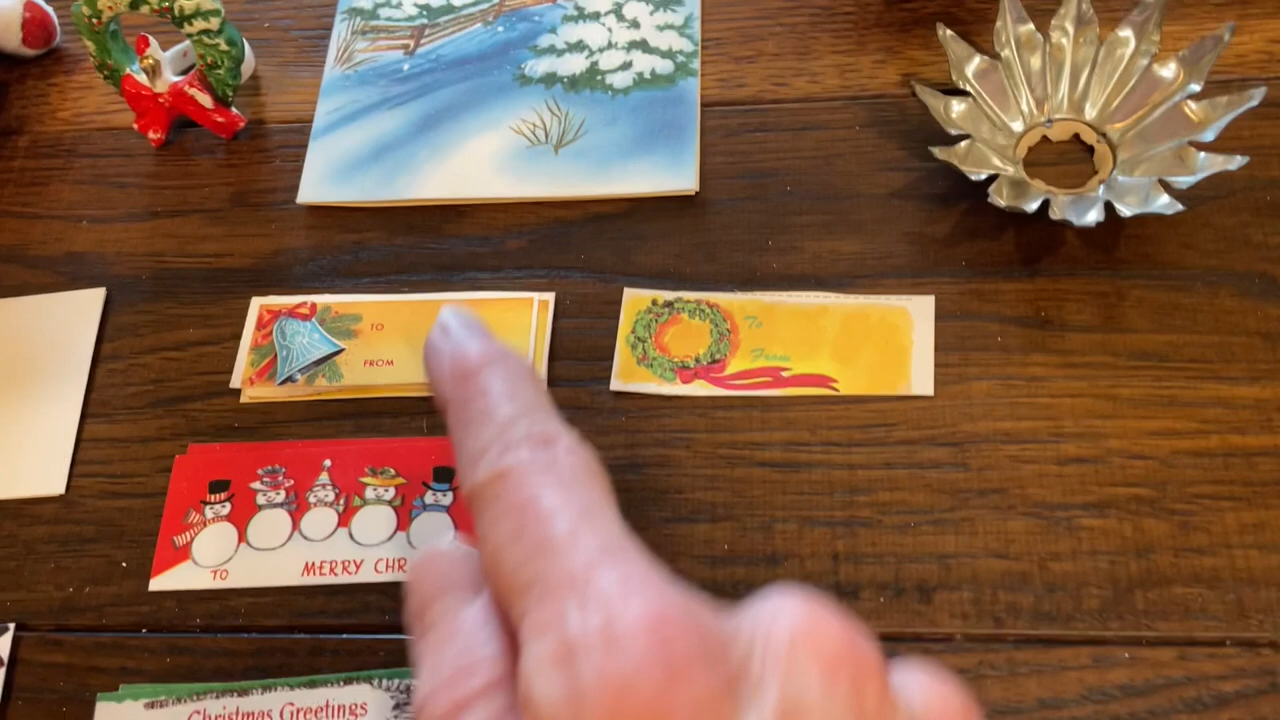 TO
FROM
To
From
TO MERRY CHR
Christmas Greetings